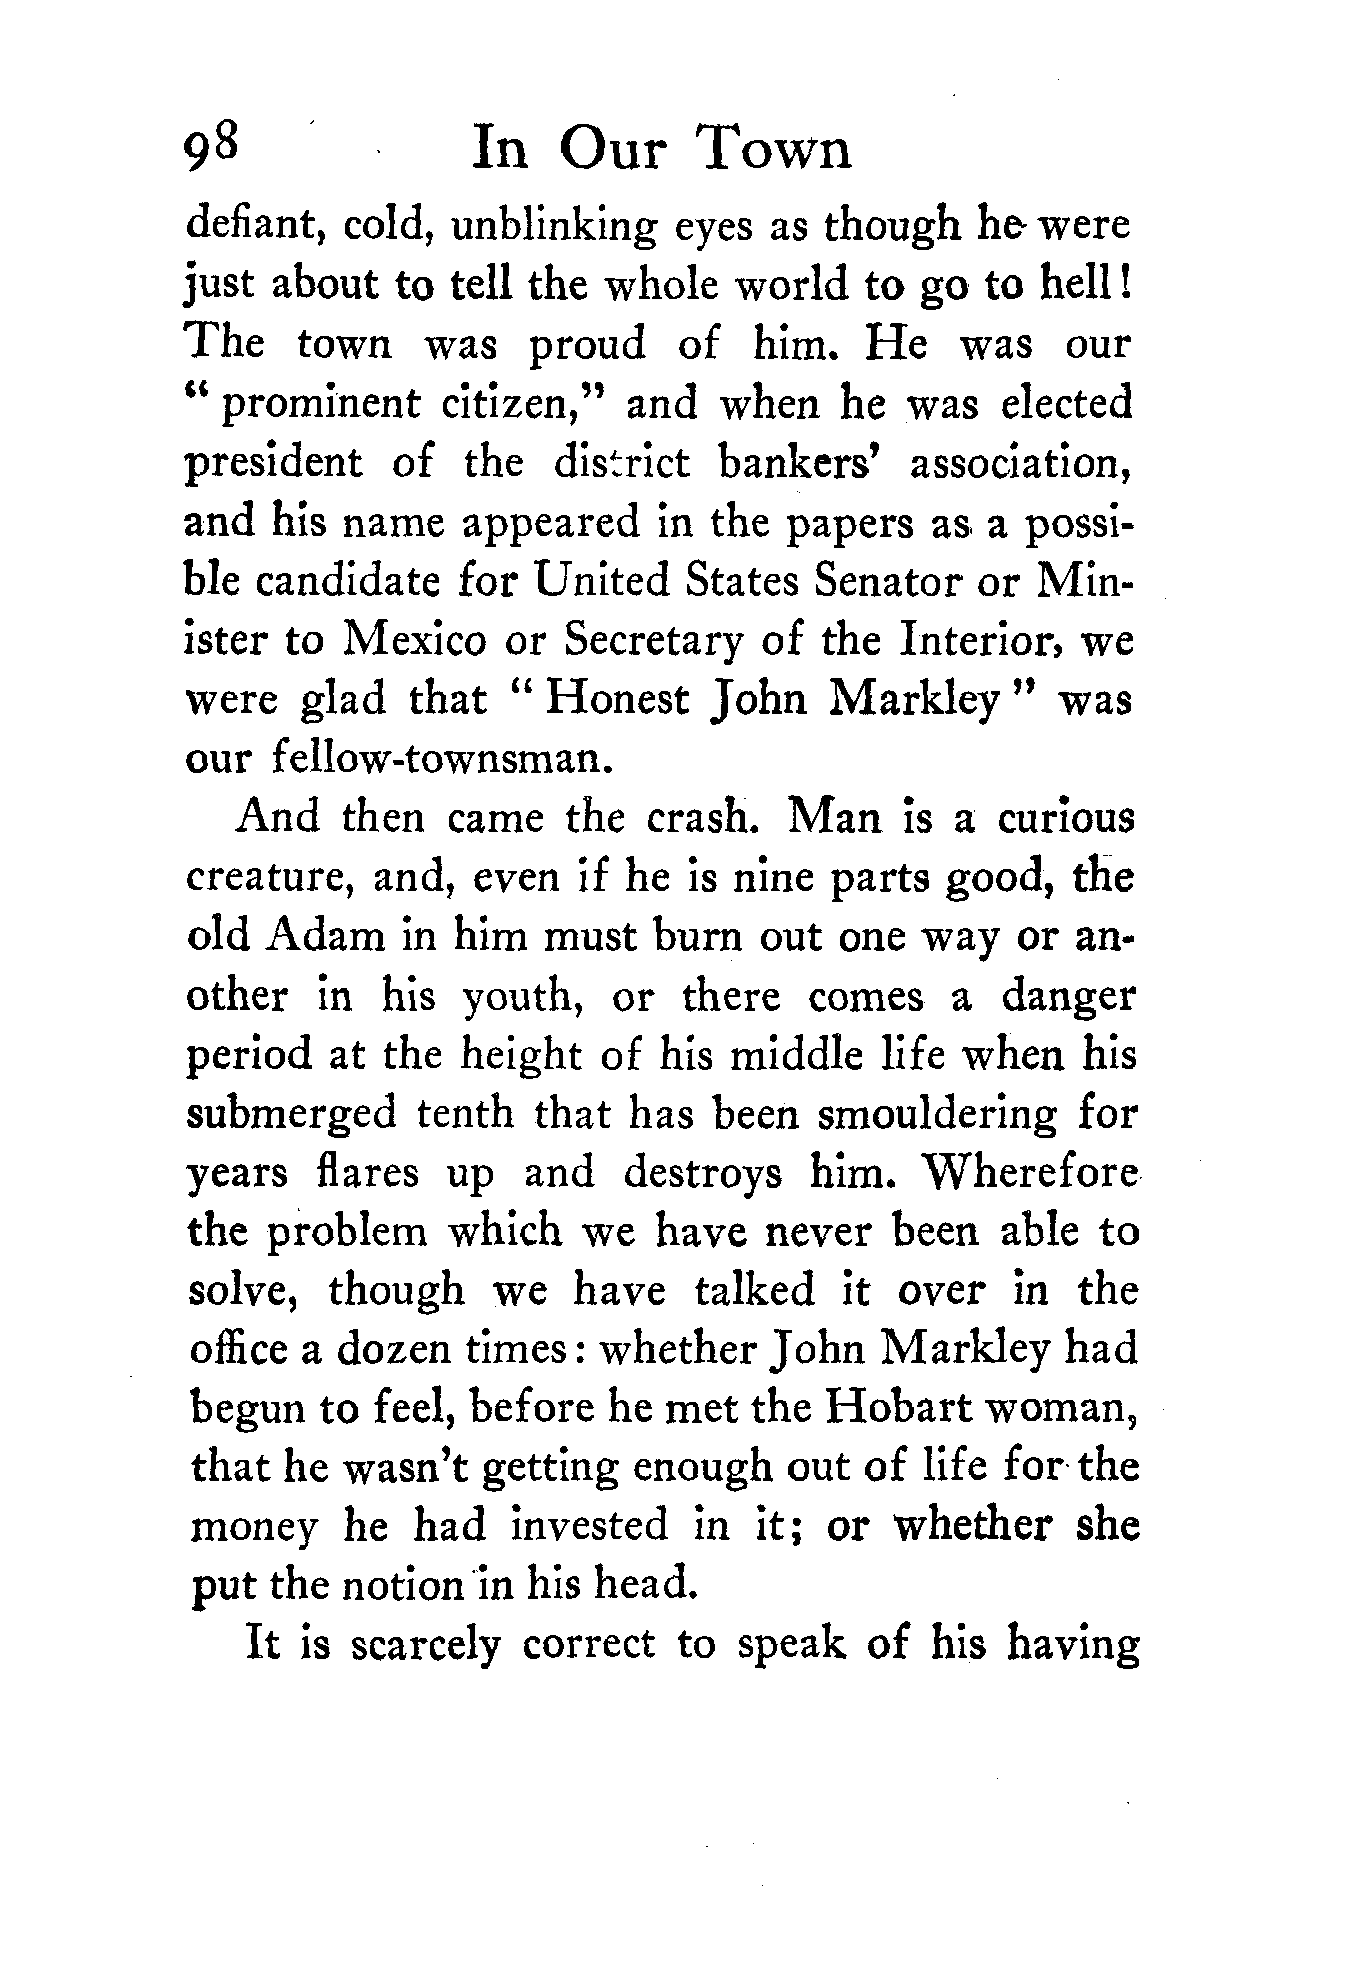 98 In Our Town
defiant, cold, unblinking eyes as though he were
just about to tell the whole world to go to hell!
The town was proud of him. He was our
“ prominent citizen,” and when he was elected
president of the district bankers’ association,
and his name appeared in the papers as a possi-
ble candidate for United States Senator or Min-
ister to Mexico or Secretary of the Interior, we
were glad that “ Honest John Markley ” was
our fellow-townsman.
And then came the crash. Man is a curious
creature, and, even if he is nine parts good, the
old Adam in him must burn out one way or an-
other in his youth, or there comes a danger
period at the height of his middle life when his
submerged tenth that has been smouldering for
years flares up and destroys him. Wherefore
the problem which we have never been able to
solve, though we have talked it over in the
office a dozen times: whether John Markley had
begun to feel, before he met the Hobart woman,
that he wasn’t getting enough out of life for the
money he had invested in it; or whether she
put the notion in his head.
It is scarcely correct to speak of his having